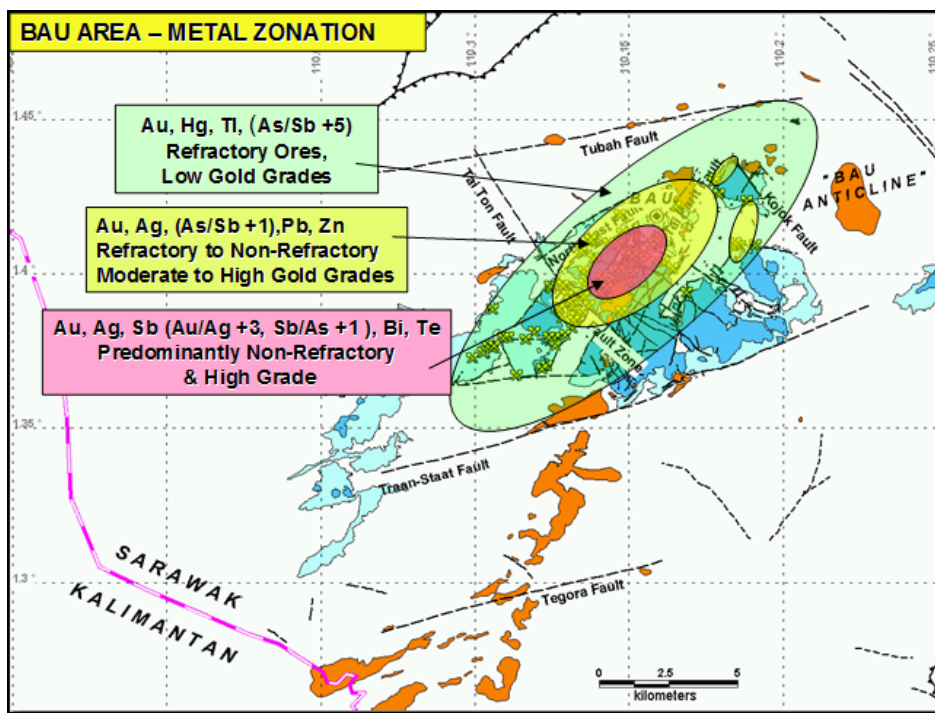 BAU AREA – METAL ZONATION
110.1
110.15
110.2
110.25
1.45
Au, Hg, Tl, (As/Sb +5)
Refractory Ores,
Low Gold Grades
Tubah Fault
Tai Ton Fault
"BAU
ANTICLINE"
BAU
Kojok Fault
Au, Ag, (As/Sb +1),Pb, Zn
Refractory to Non-Refractory
Moderate to High Gold Grades
1.4
Au, Ag, Sb (Au/Ag +3, Sb/As +1 ), Bi, Te
Predominantly Non-Refractory
& High Grade
Fault Zone
1.35
Traan-Staat Fault
SARAWAK
KALIMANTAN
1.3
Tegora Fault
0 2.5 5
kilometers